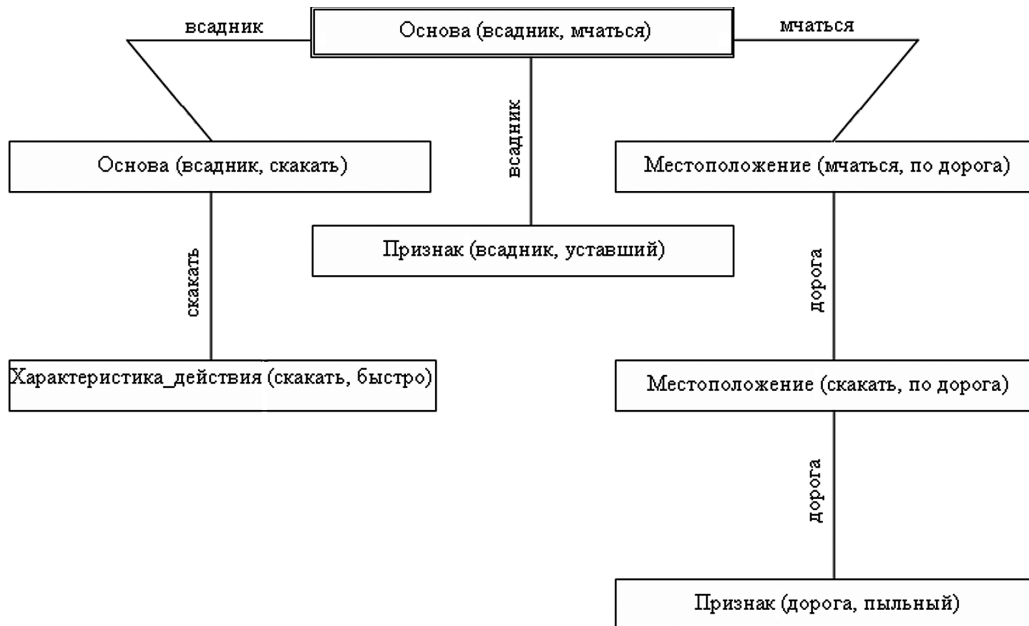 всадник
Основа (всадник, мчаться)
мчаться
всадник
Основа (всадник, скакать)
Местоположение (мчаться, по дорога)
Признак (всадник, уставший)
скакать
дорога
Характеристика_действия (скакать, быстро)
Местоположение (скакать, по дорога)
дорога
Признак (дорога, пыльный)